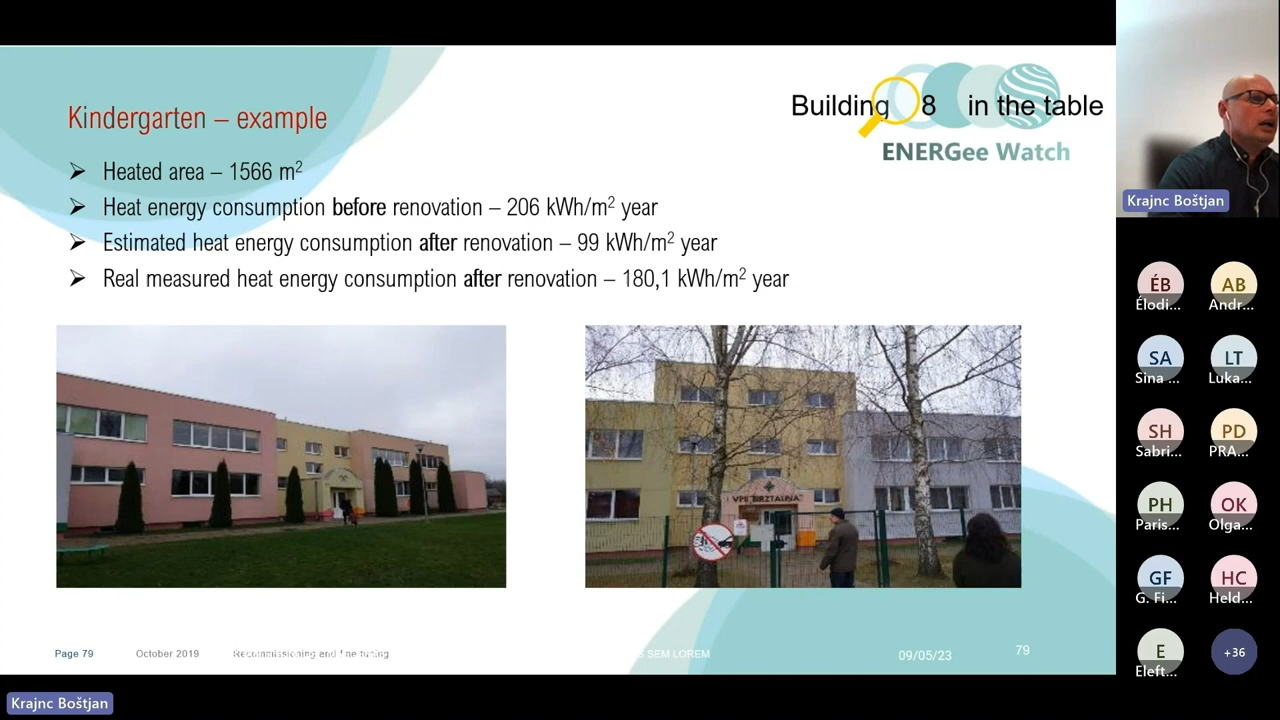 Kindergarten – example
Building 8 in the table
ENERGee Watch
➢ Heated area – 1566 m²
➢ Heat energy consumption before renovation – 206 kWh/m² year
➢ Estimated heat energy consumption after renovation – 99 kWh/m² year
➢ Real measured heat energy consumption after renovation – 180,1 kWh/m² year
Page 79
October 2019
Recommissioning and fine tuning
SEM LOREM
09/05/23
79
Krajnc Boštjan
Krajnc Boštjan
ÉB
AB
Élodi...
Andr...
SA
LT
Sina ...
Luka...
SH
PD
Sabri...
PRA...
PH
OK
Paris...
Olga...
GF
HC
G. Fi...
Held...
E
+36
Eleft...